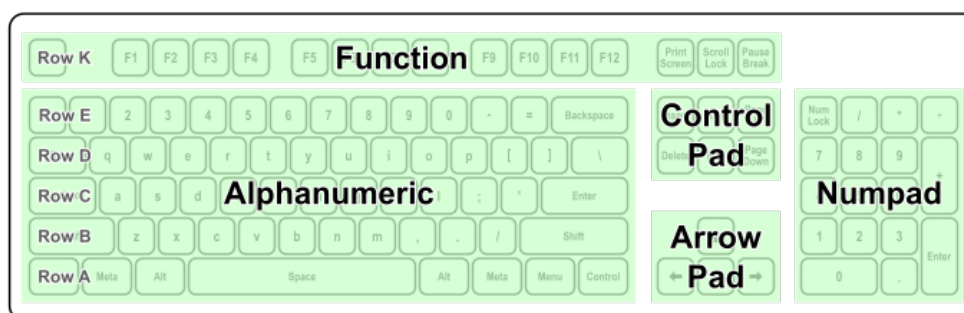 Row K F1 F2 F3 F4 F5 Function F9 F10 F11 F12 Print Screen Scroll Lock Pause Break
Row E 2 3 4 5 6 7 8 9 0 - = Backspace
Row D q w e r t y u i o p [ ] \
Row C a s d Alphanumeric ; ' Enter
Row B z x c v b n m , . / Shift
Row A Meta Alt Space Alt Meta Menu Control
Control
Pad
Delete Page Down
Arrow
Pad
← →
Num Lock / * -
7 8 9 +
Numpad
1 2 3
0 . Enter